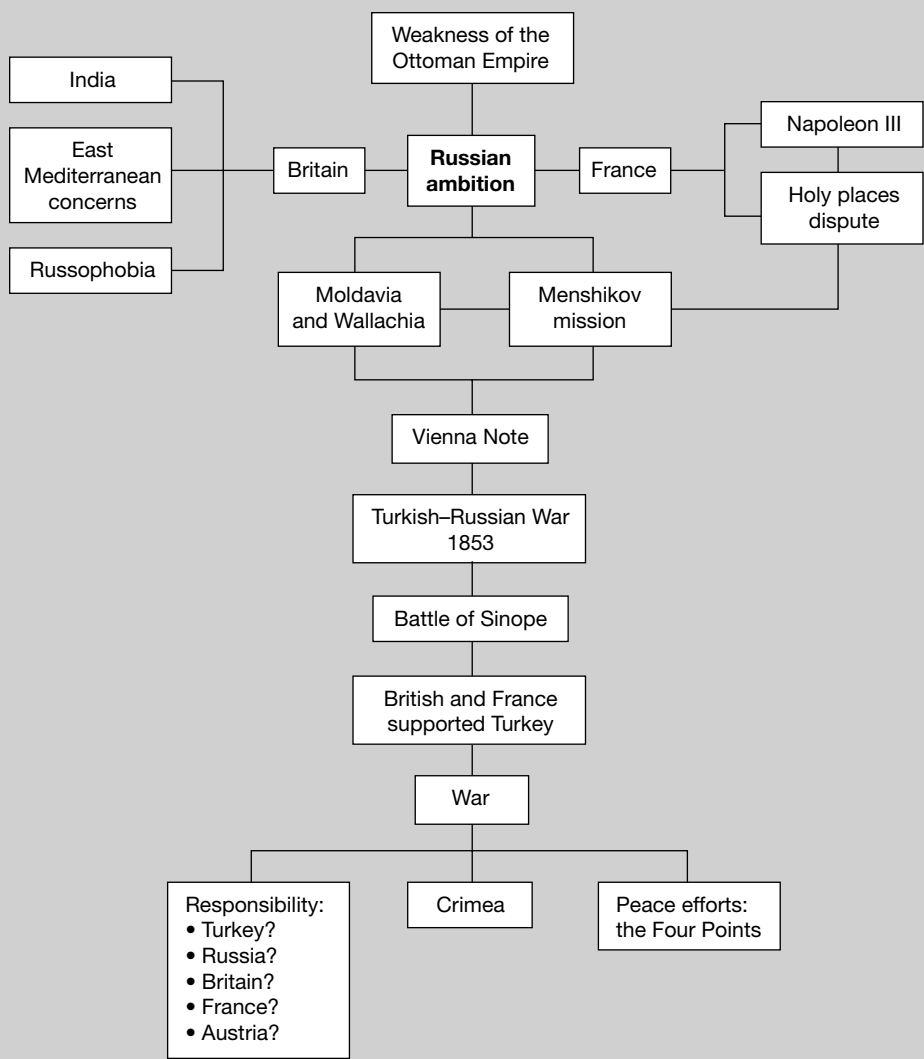 Weakness of the
Ottoman Empire
India
East
Mediterranean
concerns
Russophobia
Britain
Russian
ambition
France
Napoleon III
Holy places
dispute
Moldavia
and Wallachia
Menshikov
mission
Vienna Note
Turkish–Russian War
1853
Battle of Sinope
British and France
supported Turkey
War
Responsibility:
• Turkey?
• Russia?
• Britain?
• France?
• Austria?
Crimea
Peace efforts:
the Four Points